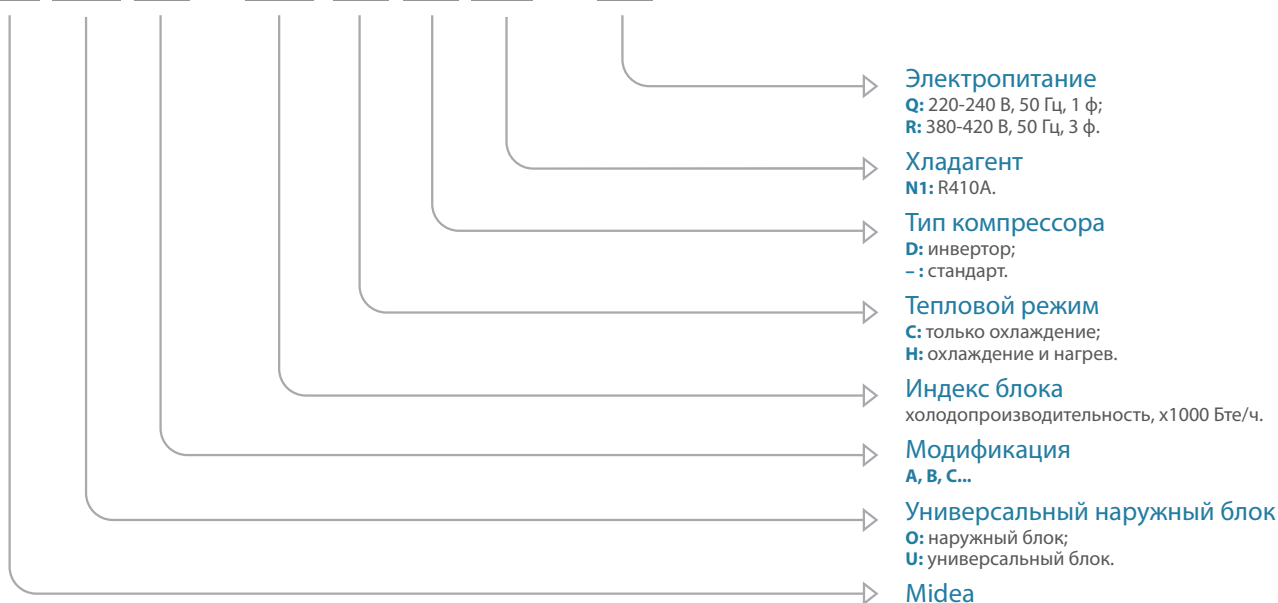 Электропитание
Q: 220-240 В, 50 Гц, 1 ф;
R: 380-420 В, 50 Гц, 3 ф.
Хладагент
N1: R410A.
Тип компрессора
D: инвертор;
– : стандарт.
Тепловой режим
C: только охлаждение;
H: охлаждение и нагрев.
Индекс блока
холодопроизводительность, х1000 Бте/ч.
Модификация
A, B, C...
Универсальный наружный блок
O: наружный блок;
U: универсальный блок.
Midea